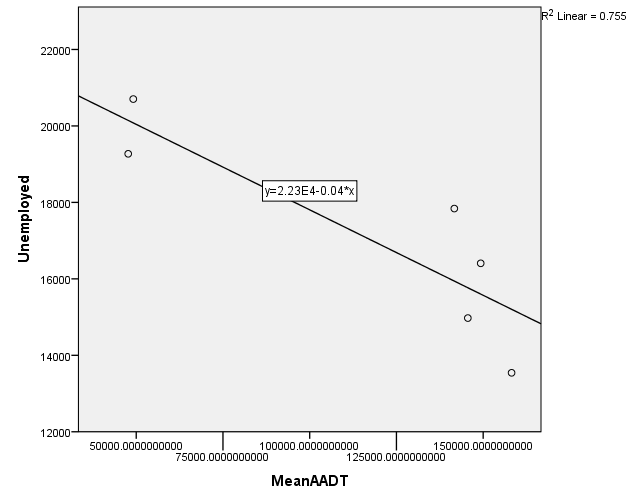 R2 Linear = 0.755
22000
20000
18000
16000
14000
12000
Unemployed
y=2.23E4-0.04*x
50000.0000000000
75000.0000000000
100000.0000000000
125000.0000000000
150000.0000000000
MeanAADT